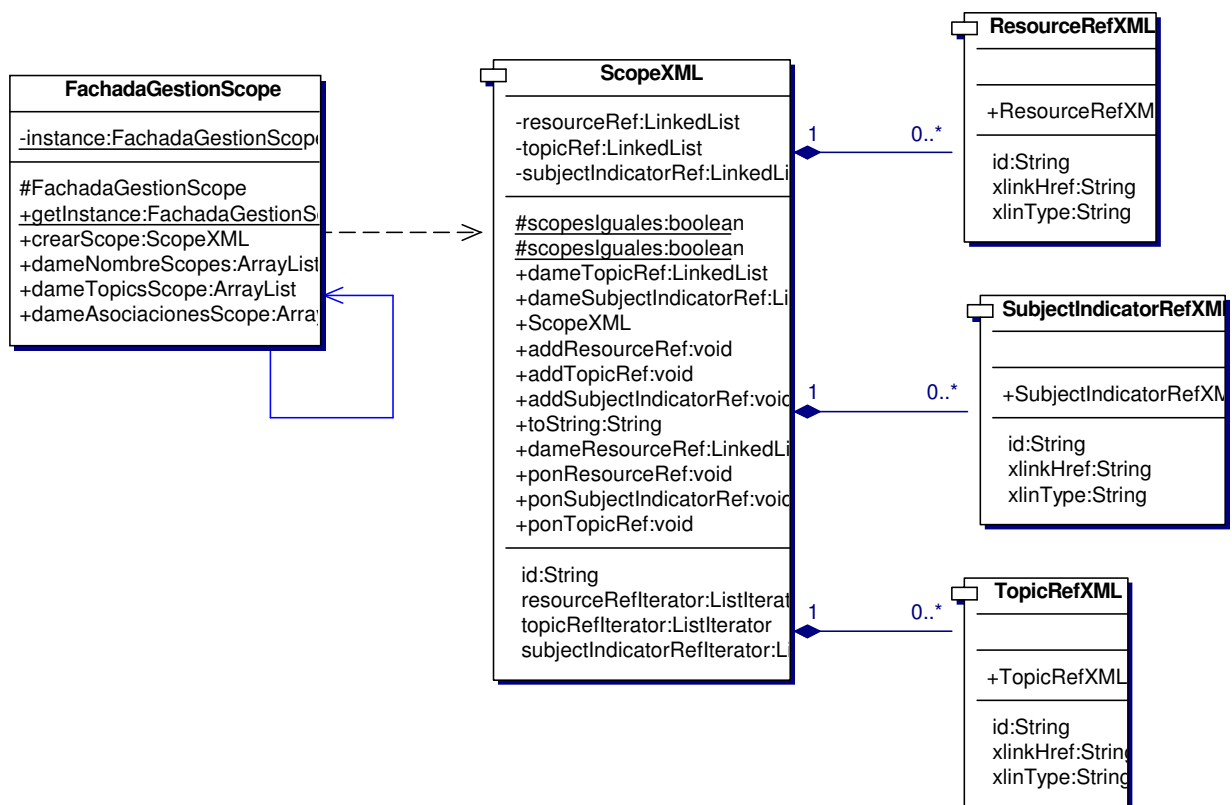 FachadaGestionScope
-instance:FachadaGestionScope
#FachadaGestionScope
+getInstance:FachadaGestionS
+crearScope:ScopeXML
+dameNombreScopes:ArrayList
+dameTopicsScope:ArrayList
+dameAsociacionesScope:Array
ScopeXML
-resourceRef:LinkedList
-topicRef:LinkedList
-subjectIndicatorRef:LinkedLi
#scopesIguales:boolean
#scopesIguales:boolean
+dameTopicRef:LinkedList
+dameSubjectIndicatorRef:Li
+ScopeXML
+addResourceRef:void
+addTopicRef:void
+addSubjectIndicatorRef:void
+toString:String
+dameResourceRef:LinkedLi
+ponResourceRef:void
+ponSubjectIndicatorRef:void
+ponTopicRef:void
id:String
resourceRefIterator:ListIterat
topicRefIterator:ListIterator
subjectIndicatorRefIterator:Li
1 0..*
1 0..*
1 0..*
ResourceRefXML
+ResourceRefXM
id:String
xlinkHref:String
xlinType:String
SubjectIndicatorRefXML
+SubjectIndicatorRefXM
id:String
xlinkHref:String
xlinType:String
TopicRefXML
+TopicRefXML
id:String
xlinkHref:String
xlinType:String